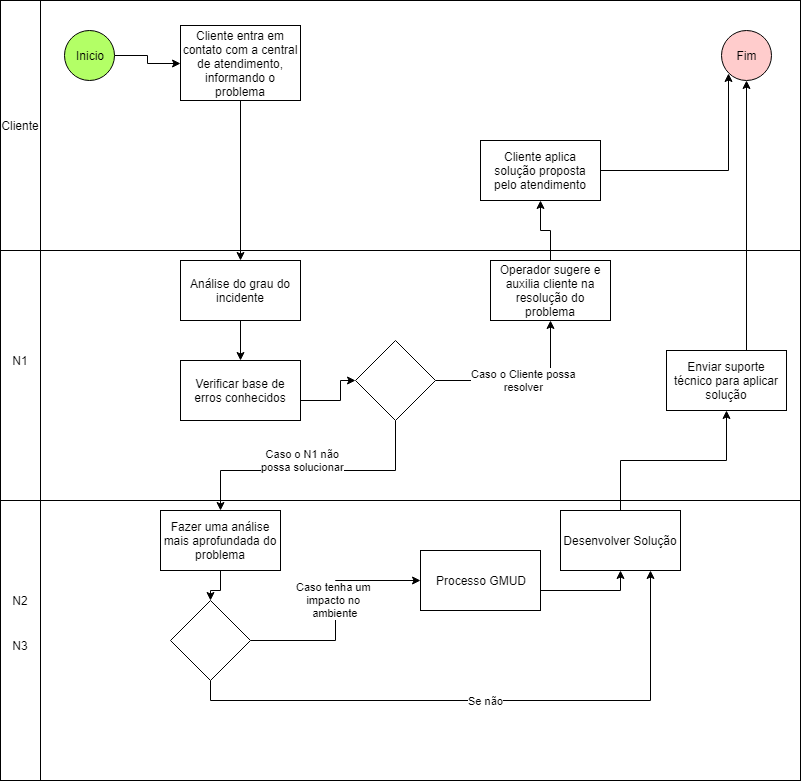 Cliente
Inicio
Cliente entra em
contato com a central
de atendimento,
informando o
problema
Fim
Cliente aplica
solução proposta
pelo atendimento
N1
Análise do grau do
incidente
Operador sugere e
auxilia cliente na
resolução do
problema
Verificar base de
erros conhecidos
Caso o Cliente possa
resolver
Enviar suporte
técnico para aplicar
solução
Caso o N1 não
possa solucionar
N2
N3
Fazer uma análise
mais aprofundada do
problema
Caso tenha um
impacto no
ambiente
Processo GMUD
Desenvolver Solução
Se não